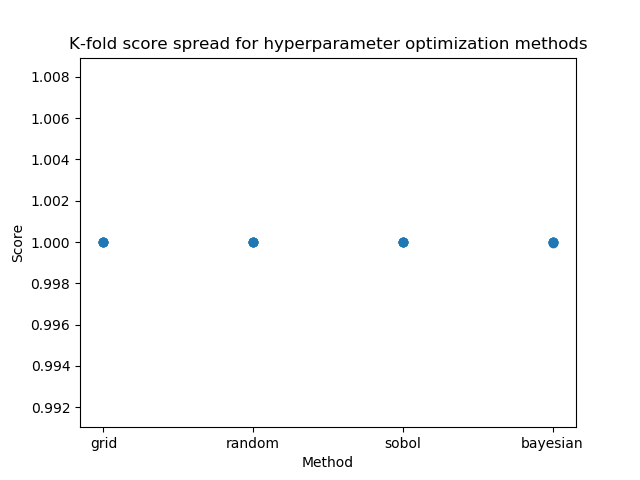 K-fold score spread for hyperparameter optimization methods
1.008
1.006
1.004
1.002
1.000
0.998
0.996
0.994
0.992
Score
grid random sobol bayesian
Method